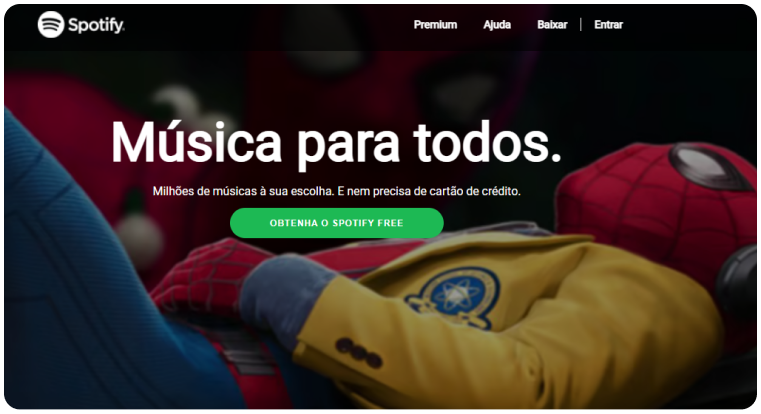 Spotify
Premium Ajuda Baixar | Entrar
Música para todos.
Milhões de músicas à sua escolha. E nem precisa de cartão de crédito.
OBTENHA O SPOTIFY FREE